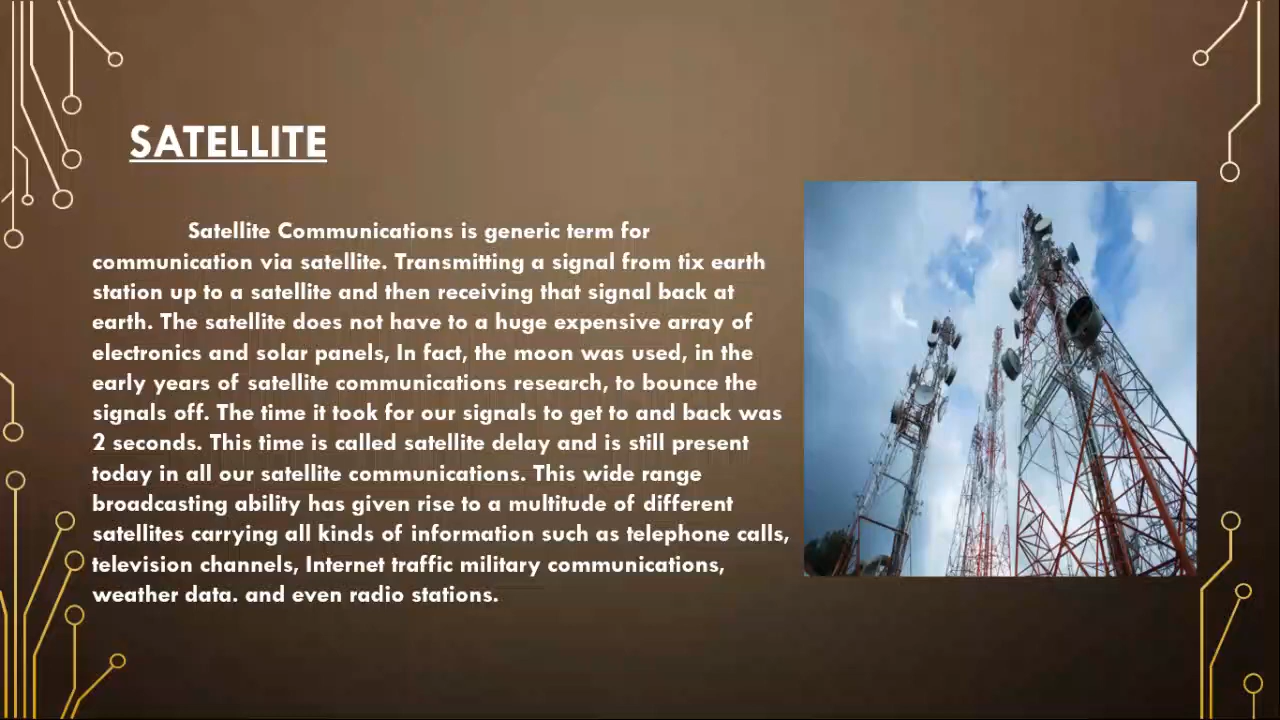 SATELLITE
Satellite Communications is generic term for
communication via satellite. Transmitting a signal from tix earth
station up to a satellite and then receiving that signal back at
earth. The satellite does not have to a huge expensive array of
electronics and solar panels, In fact, the moon was used, in the
early years of satellite communications research, to bounce the
signals off. The time it took for our signals to get to and back was
2 seconds. This time is called satellite delay and is still present
today in all our satellite communications. This wide range
broadcasting ability has given rise to a multitude of different
satellites carrying all kinds of information such as telephone calls,
television channels, Internet traffic military communications,
weather data. and even radio stations.